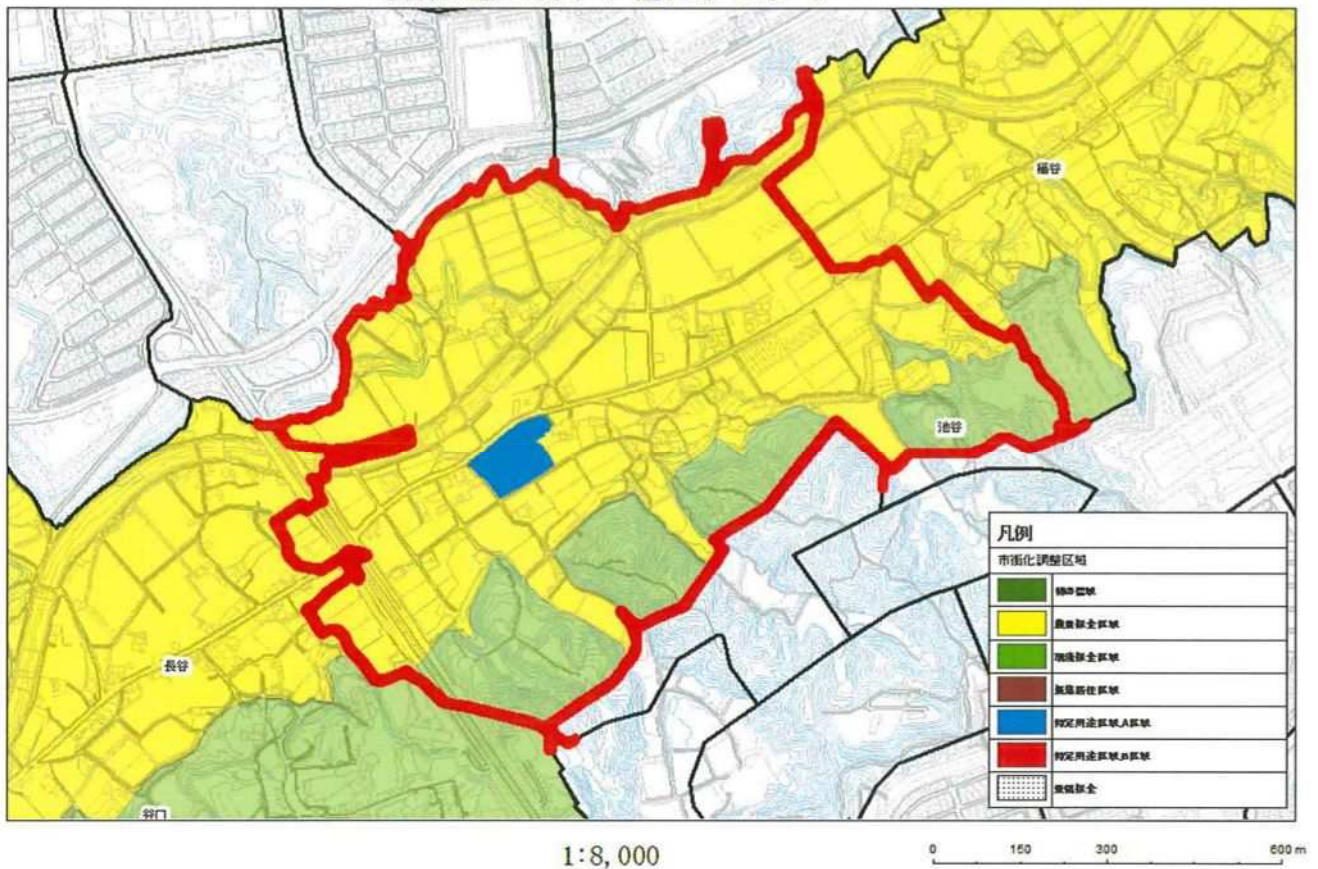 福谷
池谷
長谷
谷口
凡例
市街化調整区域
農業保全区域
環境保全区域
集落居住区域
特定用途区域A区域
特定用途区域B区域
1:8,000
0 150 300 600 m